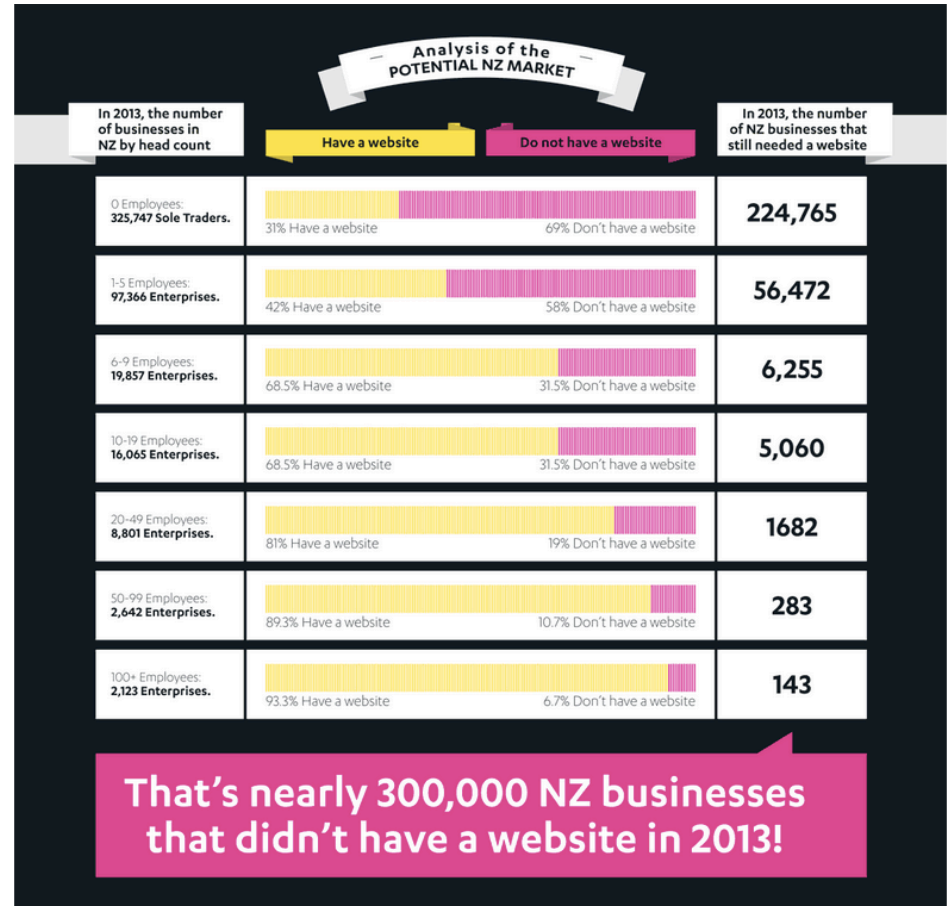 Analysis of the
POTENTIAL NZ MARKET
In 2013, the number
of businesses in
NZ by head count
Have a website
Do not have a website
In 2013, the number
of NZ businesses that
still needed a website
0 Employees:
325,747 Sole Traders.
31% Have a website
69% Don't have a website
224,765
1-5 Employees:
97,366 Enterprises.
42% Have a website
58% Don't have a website
56,472
6-9 Employees:
19,857 Enterprises.
68.5% Have a website
31.5% Don't have a website
6,255
10-19 Employees:
16,065 Enterprises.
68.5% Have a website
31.5% Don't have a website
5,060
20-49 Employees:
8,801 Enterprises.
81% Have a website
19% Don't have a website
1682
50-99 Employees:
2,642 Enterprises.
89.3% Have a website
10.7% Don't have a website
283
100+ Employees:
2,123 Enterprises.
93.3% Have a website
6.7% Don't have a website
143
That's nearly 300,000 NZ businesses
that didn't have a website in 2013!